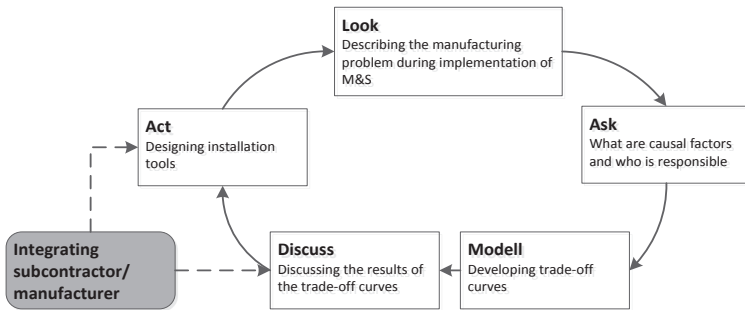 Look
Describing the manufacturing
problem during implementation of
M&S
Act
Designing installation
tools
Ask
What are causal factors
and who is responsible
Integrating
subcontractor/
manufacturer
Discuss
Discussing the results of
the trade-off curves
Modell
Developing trade-off
curves